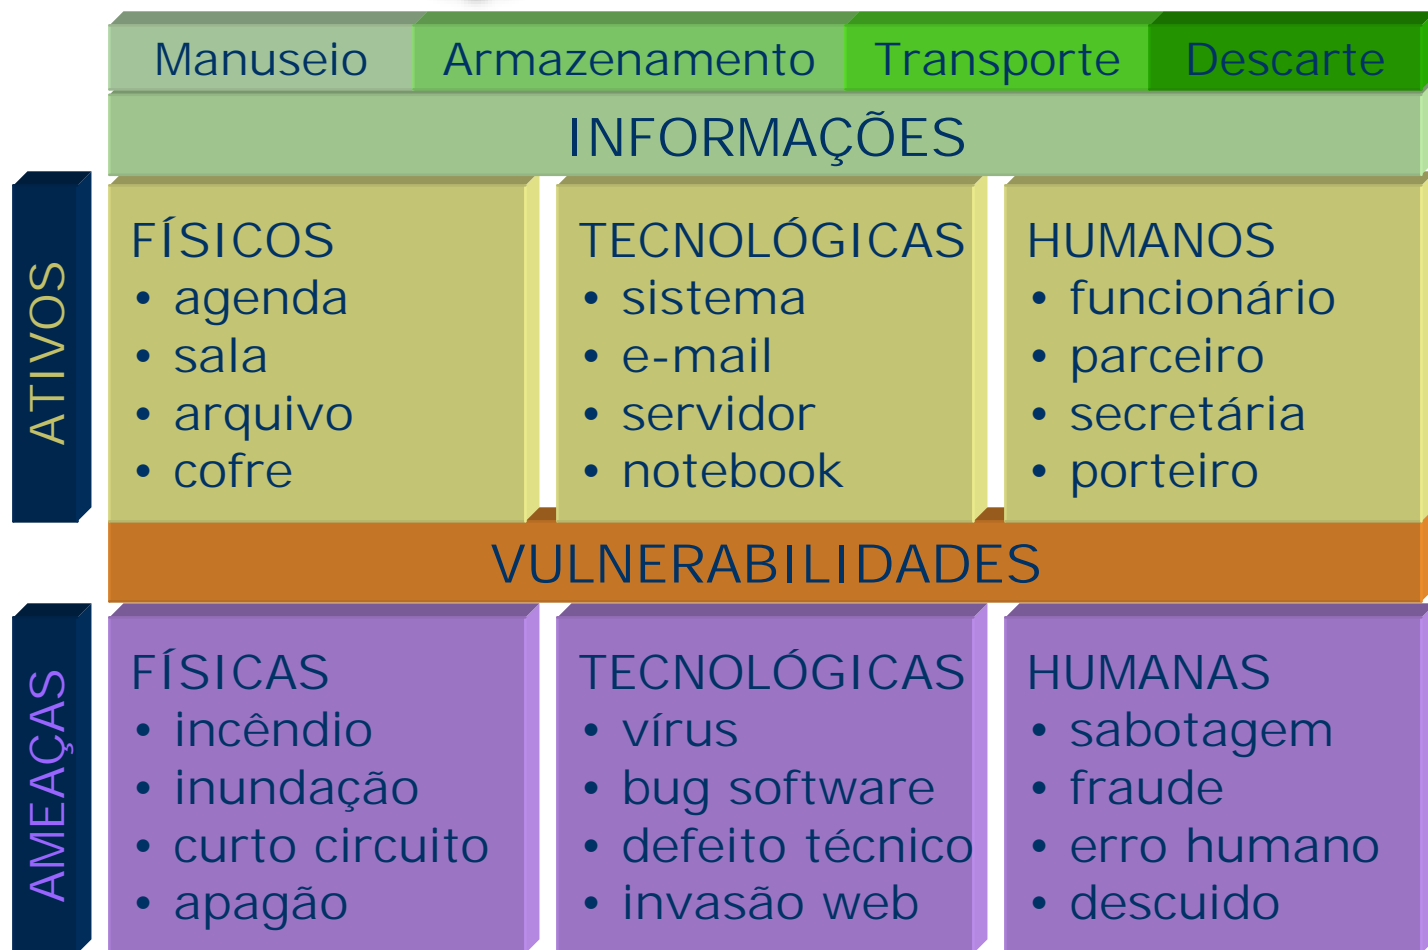 Manuseio Armazenamento Transporte Descarte
INFORMAÇÕES
ATIVOS
FÍSICOS
• agenda
• sala
• arquivo
• cofre
TECNOLÓGICAS
• sistema
• e-mail
• servidor
• notebook
HUMANOS
• funcionário
• parceiro
• secretária
• porteiro
VULNERABILIDADES
AMEAÇAS
FÍSICAS
• incêndio
• inundação
• curto circuito
• apagão
TECNOLÓGICAS
• vírus
• bug software
• defeito técnico
• invasão web
HUMANAS
• sabotagem
• fraude
• erro humano
• descuido